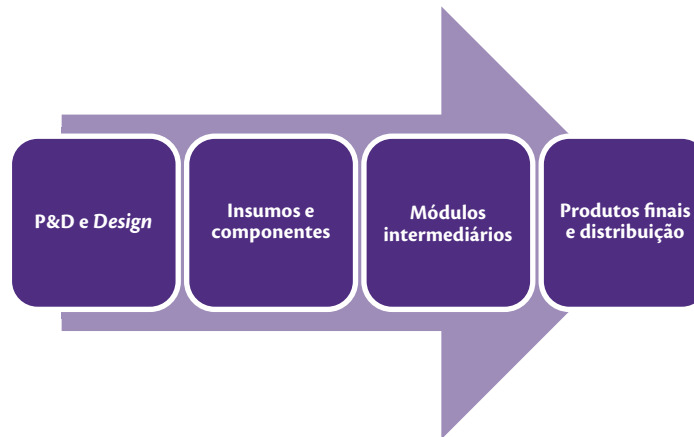 P&D e Design
Insumos e
componentes
Módulos
intermediários
Produtos finais
e distribuição